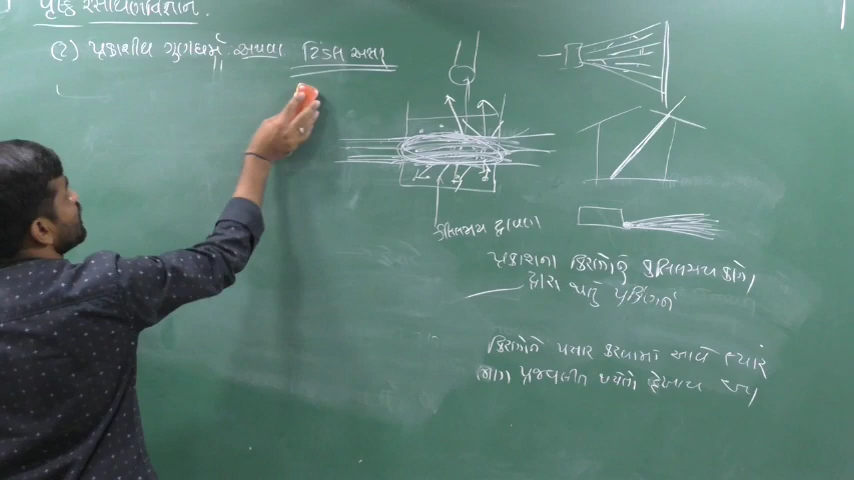 પૃષ્ઠ રસાયણવિજ્ઞાન.
(2) પ્રકાશીય ગુણધર્મ અથવા ટિંડલ અસર
કલિલમય દ્રાવણ
પ્રકાશના કિરણોનું કલિલમય કણો
દ્વારા થતું પ્રકિર્ણન
કિરણોને પસાર કરવામાં આવે ત્યારે
ભાગ પ્રજ્વલીત થયેલો દેખાય છે